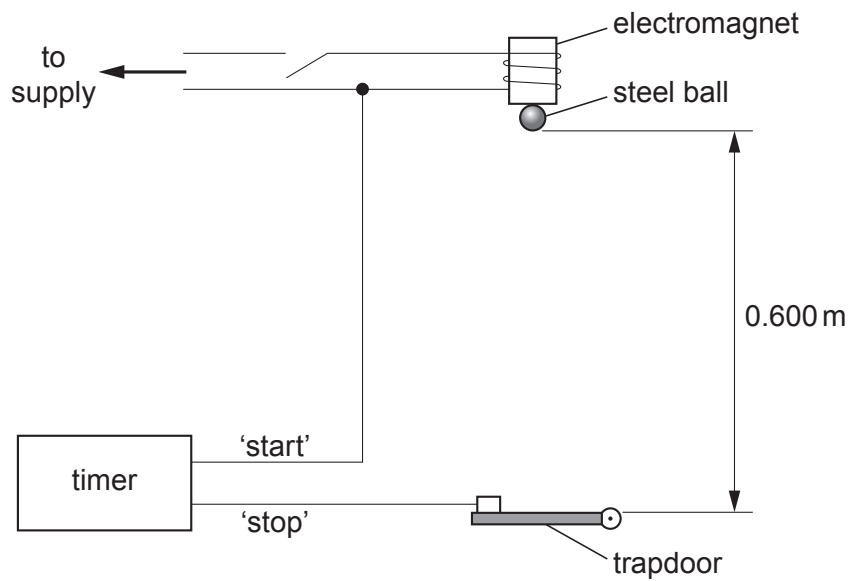 electromagnet
to
supply
steel ball
0.600 m
‘start’
timer
‘stop’
trapdoor